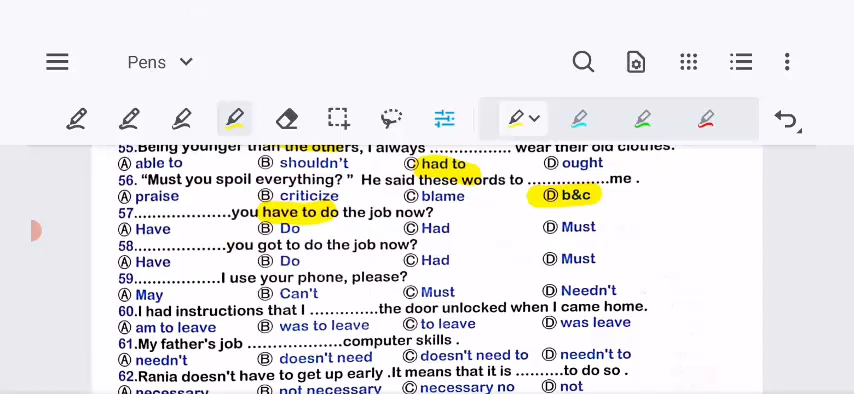 Pens
55.Being younger than the others, I always ................. wear their old clothes.
Ⓐ able to Ⓑ shouldn't Ⓒ had to Ⓓ ought
56. “Must you spoil everything? ” He said these words to .................me .
Ⓐ praise Ⓑ criticize Ⓒ blame Ⓓ b&c
57....................you have to do the job now?
Ⓐ Have Ⓑ Do Ⓒ Had Ⓓ Must
58...................you got to do the job now?
Ⓐ Have Ⓑ Do Ⓒ Had Ⓓ Must
59..................I use your phone, please?
Ⓐ May Ⓑ Can't Ⓒ Must Ⓓ Needn't
60.I had instructions that I ..............the door unlocked when I came home.
Ⓐ am to leave Ⓑ was to leave Ⓒ to leave Ⓓ was leave
61.My father's job ...................computer skills .
Ⓐ needn't Ⓑ doesn't need Ⓒ doesn't need to Ⓓ needn't to
62.Rania doesn't have to get up early .It means that it is ..........to do so .
Ⓐ necessary Ⓑ not necessary Ⓒ necessary no Ⓓ not